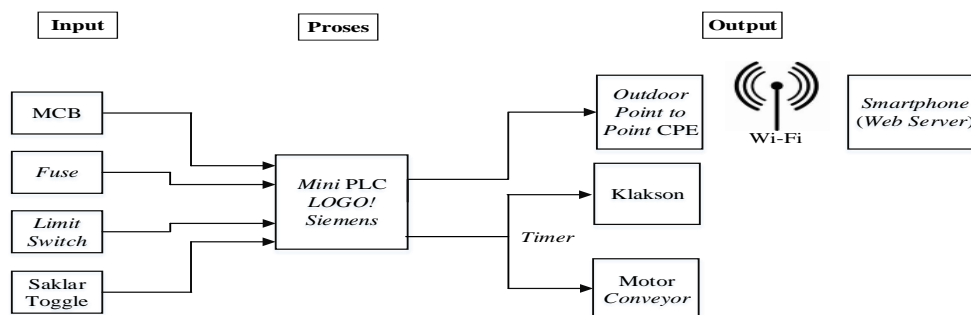 Input
Proses
Output
MCB
Fuse
Limit
Switch
Saklar
Toggle
Mini PLC
LOGO!
Siemens
Timer
Outdoor
Point to
Point CPE
Wi-Fi
Smartphone
(Web Server)
Klakson
Motor
Conveyor